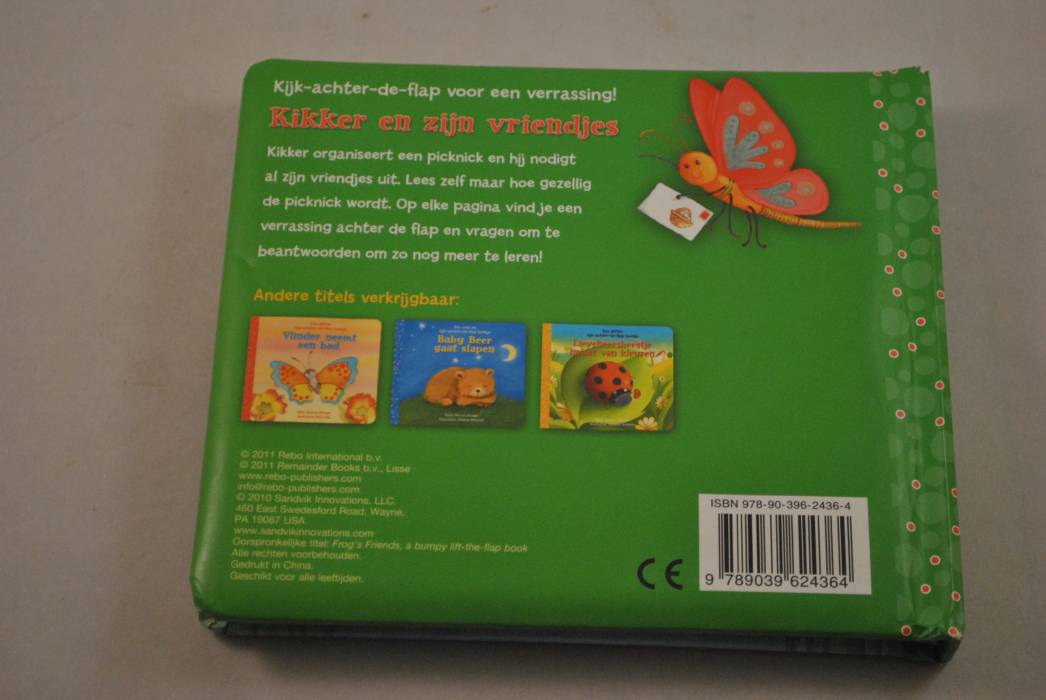 Kijk-achter-de-flap voor een verrassing!
Kikker en zijn vriendjes
Kikker organiseert een picknick en hij nodigt
al zijn vriendjes uit. Lees zelf maar hoe gezellig
de picknick wordt. Op elke pagina vind je een
verrassing achter de flap en vragen om te
beantwoorden om zo nog meer te leren!
Andere titels verkrijgbaar:
Vlinder neemt
een bad
Baby Beer
gaat slapen
Lieveheersbeestje
van kleuren
© 2011 Rebo International b.v.
© 2011 Remainder Books b.v., Lisse
www.rebo-publishers.com
info@rebo-publishers.com
© 2010 Sandvik Innovations, LLC.
460 East Swedesford Road, Wayne,
PA 19087 USA
www.sandvikinnovations.com
Oorspronkelijke titel: Frog's Friends, a bumpy lift-the-flap book
Alle rechten voorbehouden.
Gedrukt in China.
Geschikt voor alle leeftijden.
CE
ISBN 978-90-396-2436-4
9 789039 624364